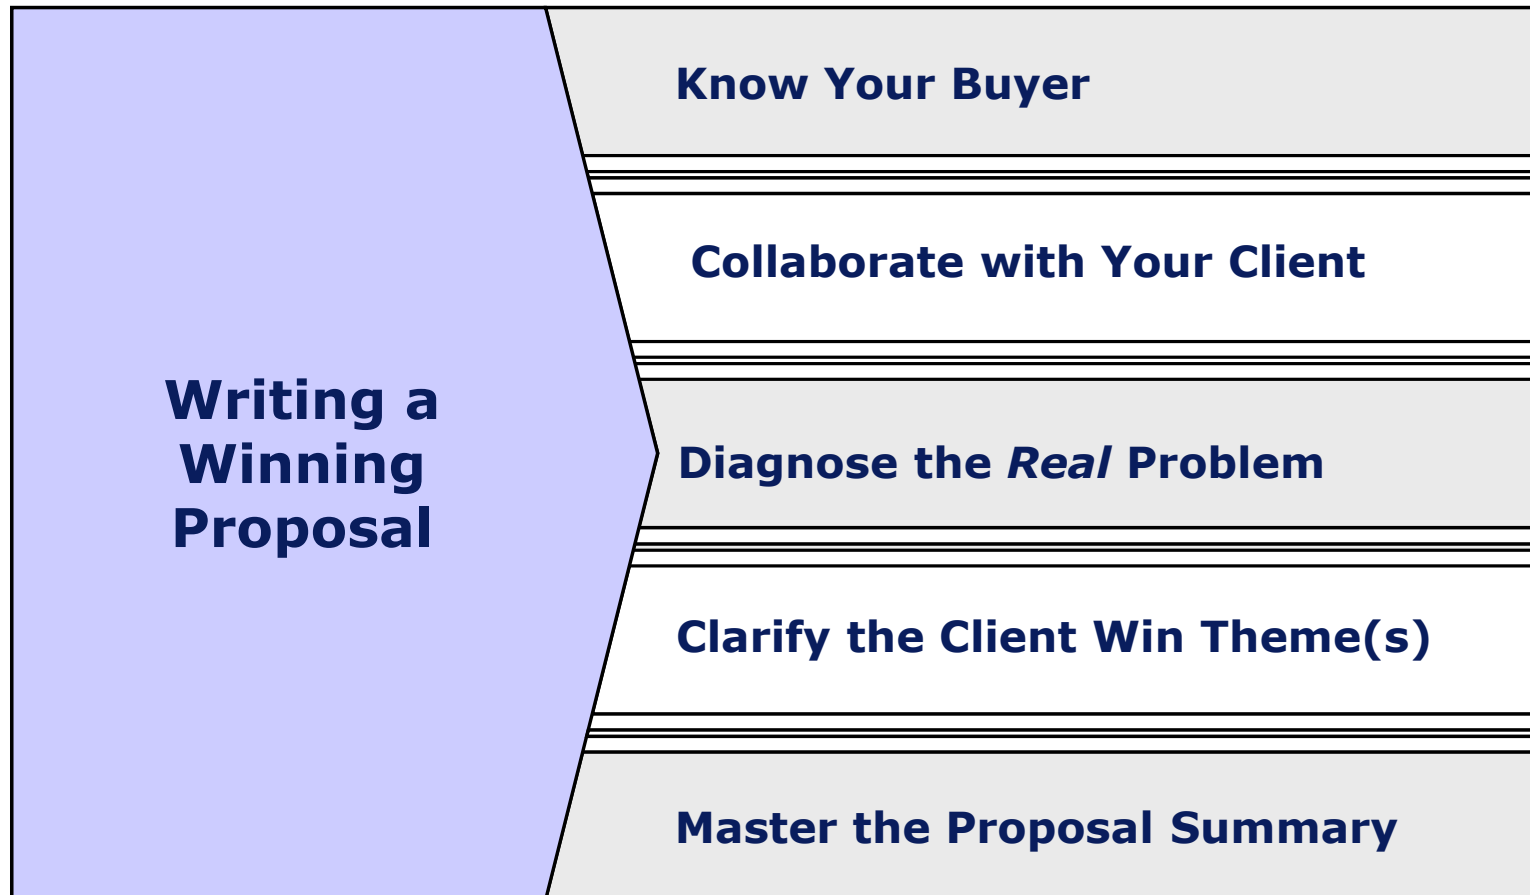 Know Your Buyer
Collaborate with Your Client
Writing a
Winning
Proposal
Diagnose the Real Problem
Clarify the Client Win Theme(s)
Master the Proposal Summary